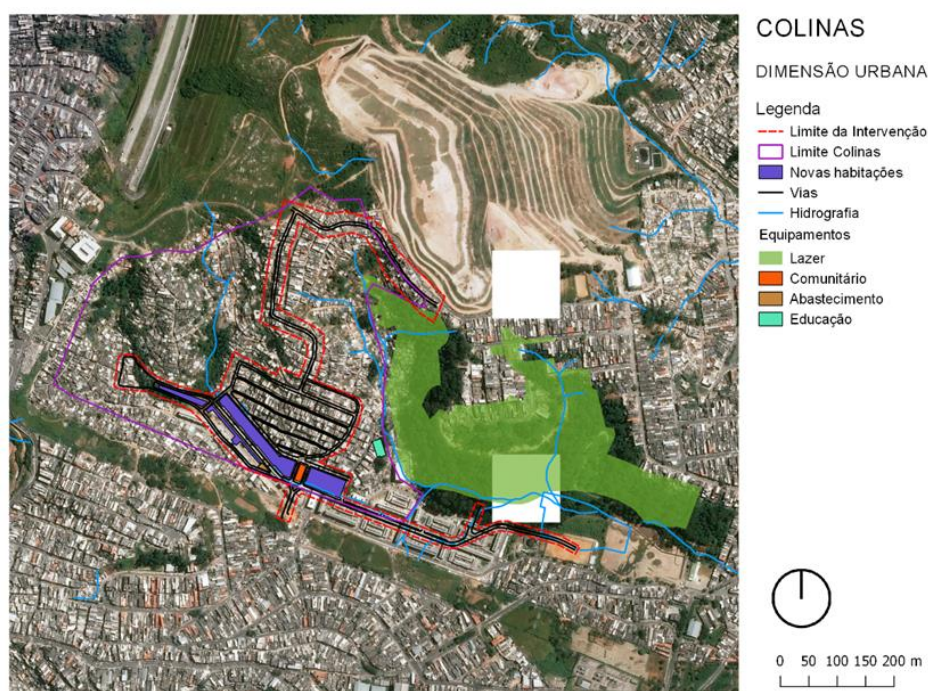 COLINAS
DIMENSÃO URBANA
Legenda
Limite da Intervenção
Limite Colinas
Novas habitações
Vias
Hidrografia
Equipamentos
Lazer
Comunitário
Abastecimento
Educação
0 50 100 150 200 m